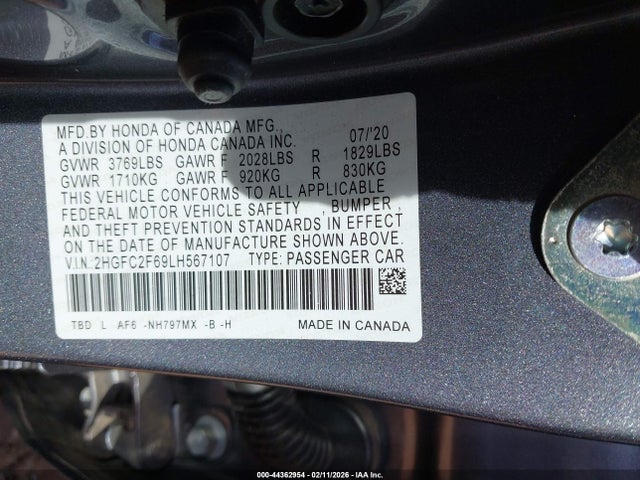 MFD.BY HONDA OF CANADA MFG.,
A DIVISION OF HONDA CANADA INC. 07/'20
GVWR 3769LBS GAWR F 2028LBS R 1829LBS
GVWR 1710KG GAWR F 920KG R 830KG
THIS VEHICLE CONFORMS TO ALL APPLICABLE
FEDERAL MOTOR VEHICLE SAFETY , BUMPER ,
AND THEFT PREVENTION STANDARDS IN EFFECT
ON THE DATE OF MANUFACTURE SHOWN ABOVE.
V.I.N:2HGFC2F69LH567107 TYPE: PASSENGER CAR
TBD L AF6 -NH797MX -B -H MADE IN CANADA
000-44362954 - 02/11/2026 - IAA Inc.